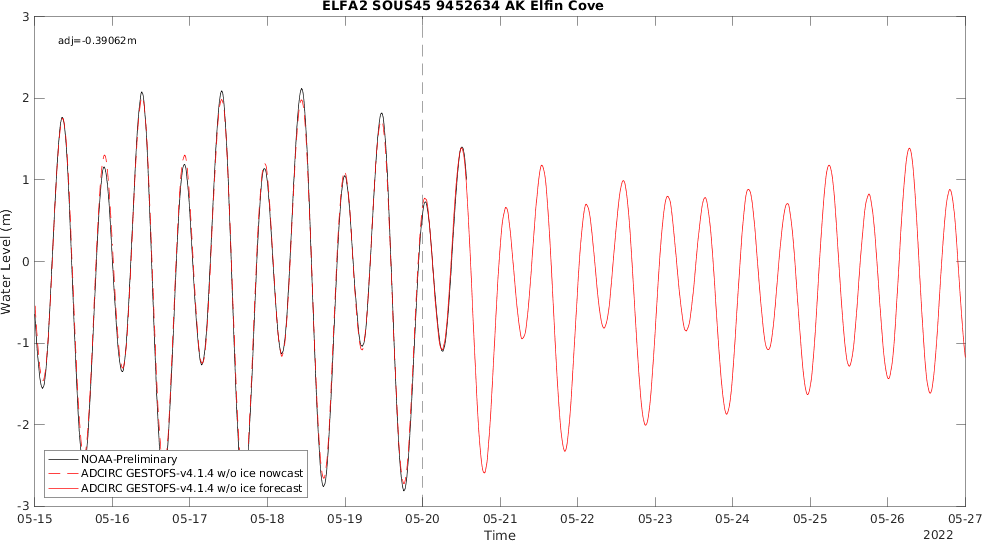 ELFA2 SOUS45 9452634 AK Elfin Cove
adj=-0.39062m
3
2
1
0
-1
-2
-3
Water Level (m)
NOAA-Preliminary
ADCIRC GESTOFS-v4.1.4 w/o ice nowcast
ADCIRC GESTOFS-v4.1.4 w/o ice forecast
05-15 05-16 05-17 05-18 05-19 05-20 05-21 05-22 05-23 05-24 05-25 05-26 05-27
Time
2022